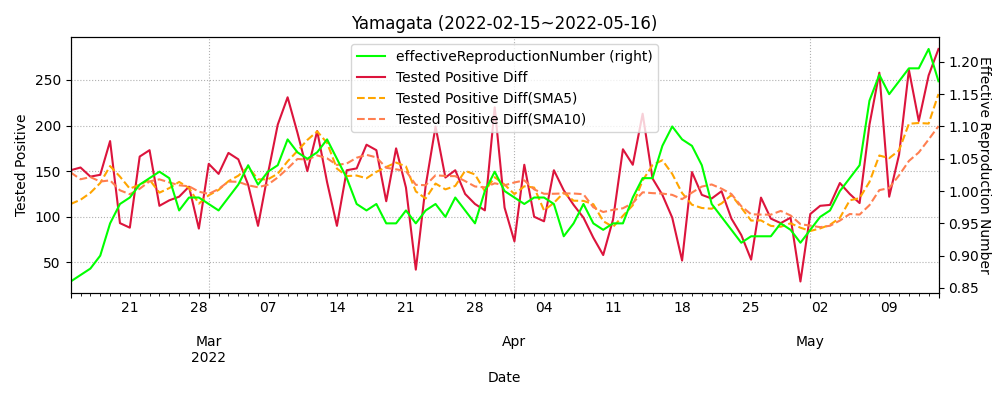 Yamagata (2022-02-15~2022-05-16)
effectiveReproductionNumber (right)
Tested Positive Diff
Tested Positive Diff(SMA5)
Tested Positive Diff(SMA10)
Tested Positive
250
200
150
100
50
Effective Reproduction Number
1.20
1.15
1.10
1.05
1.00
0.95
0.90
0.85
21 28 07 14 21 28 04 11 18 25 02 09
Mar Apr May
2022
Date